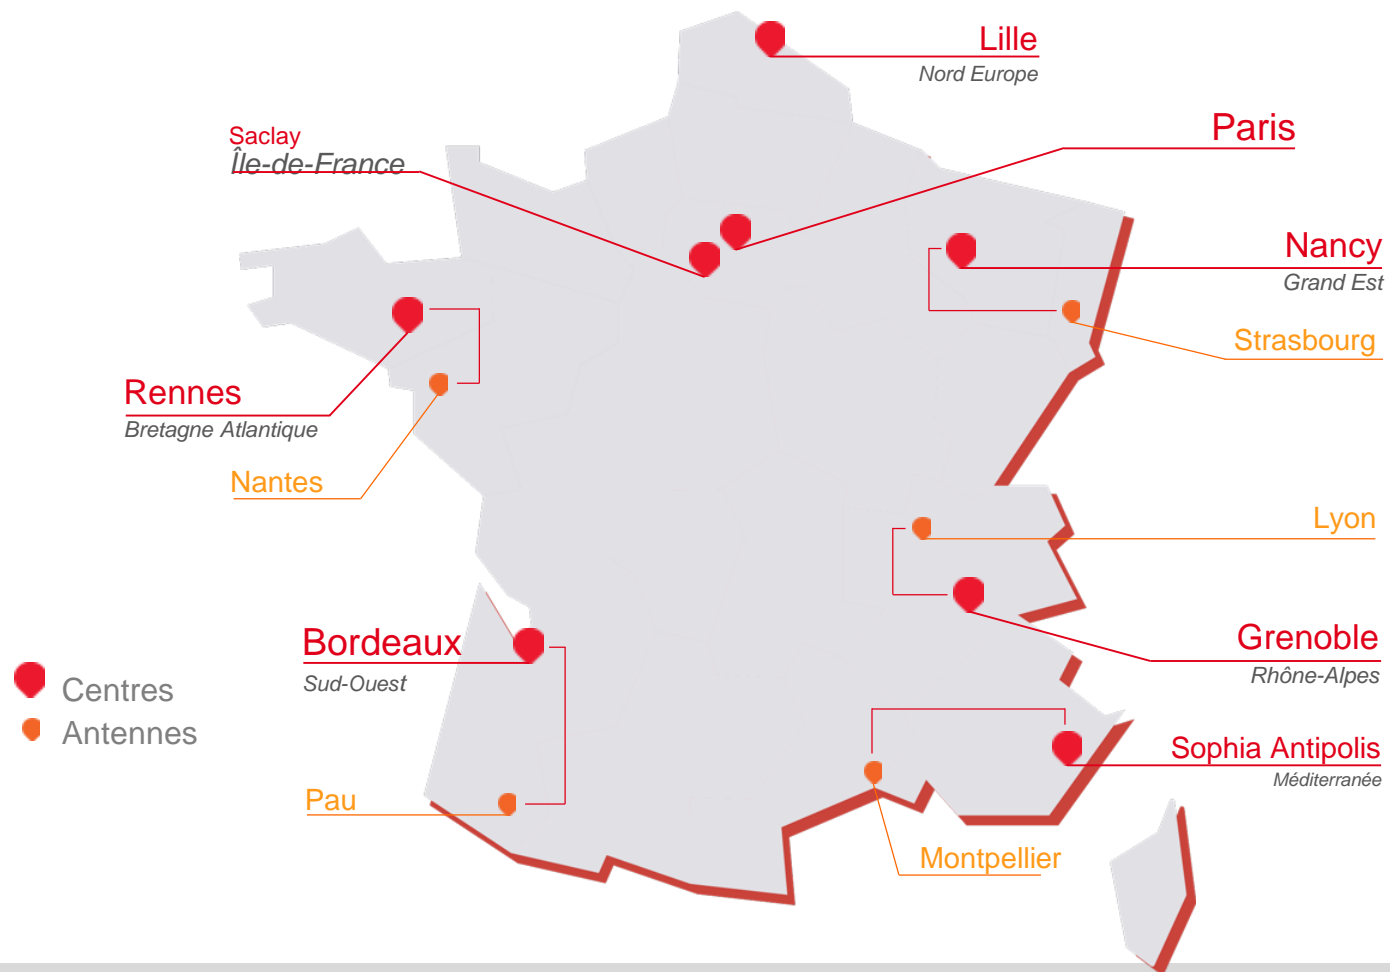 Lille
Nord Europe
Paris
Saclay
Île-de-France
Nancy
Grand Est
Strasbourg
Rennes
Bretagne Atlantique
Nantes
Lyon
Bordeaux
Sud-Ouest
Grenoble
Rhône-Alpes
Centres
Antennes
Sophia Antipolis
Méditerranée
Pau
Montpellier